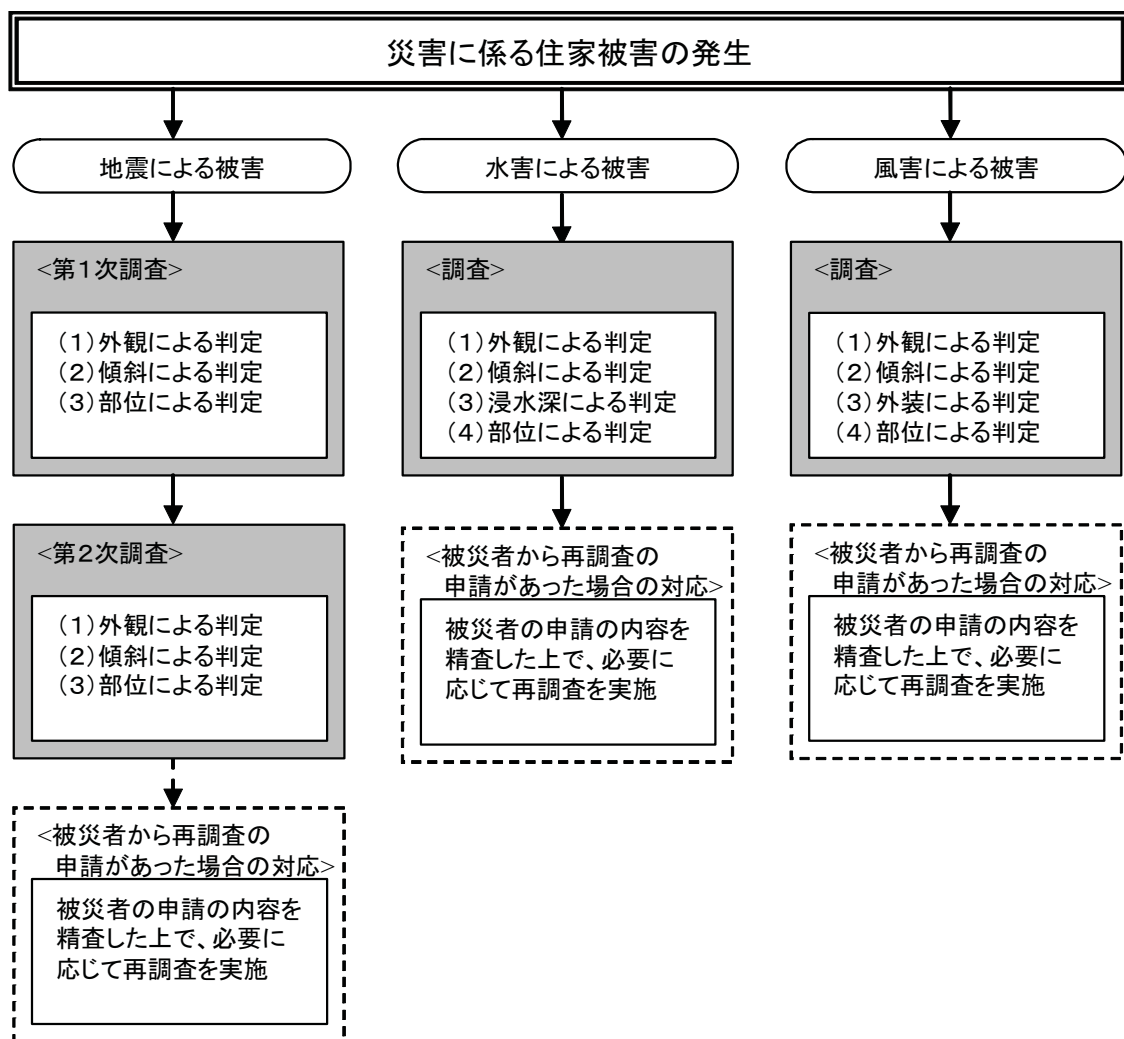 災害に係る住家被害の発生
地震による被害
<第１次調査>
（１）外観による判定
（２）傾斜による判定
（３）部位による判定
<第２次調査>
（１）外観による判定
（２）傾斜による判定
（３）部位による判定
<被災者から再調査の
申請があった場合の対応>
被災者の申請の内容を
精査した上で、必要に
応じて再調査を実施
水害による被害
<調査>
（１）外観による判定
（２）傾斜による判定
（３）浸水深による判定
（４）部位による判定
<被災者から再調査の
申請があった場合の対応>
被災者の申請の内容を
精査した上で、必要に
応じて再調査を実施
風害による被害
<調査>
（１）外観による判定
（２）傾斜による判定
（３）外装による判定
（４）部位による判定
<被災者から再調査の
申請があった場合の対応>
被災者の申請の内容を
精査した上で、必要に
応じて再調査を実施